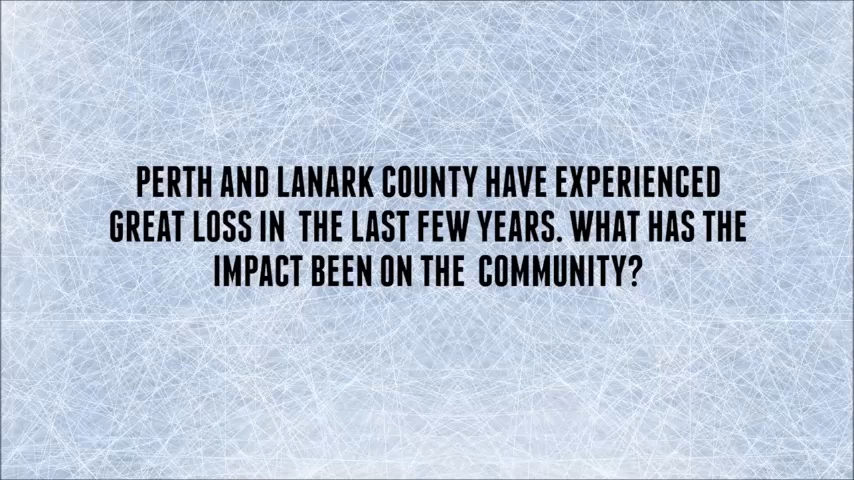 PERTH AND LANARK COUNTY HAVE EXPERIENCED
GREAT LOSS IN  THE LAST FEW YEARS. WHAT HAS THE
IMPACT BEEN ON THE  COMMUNITY?